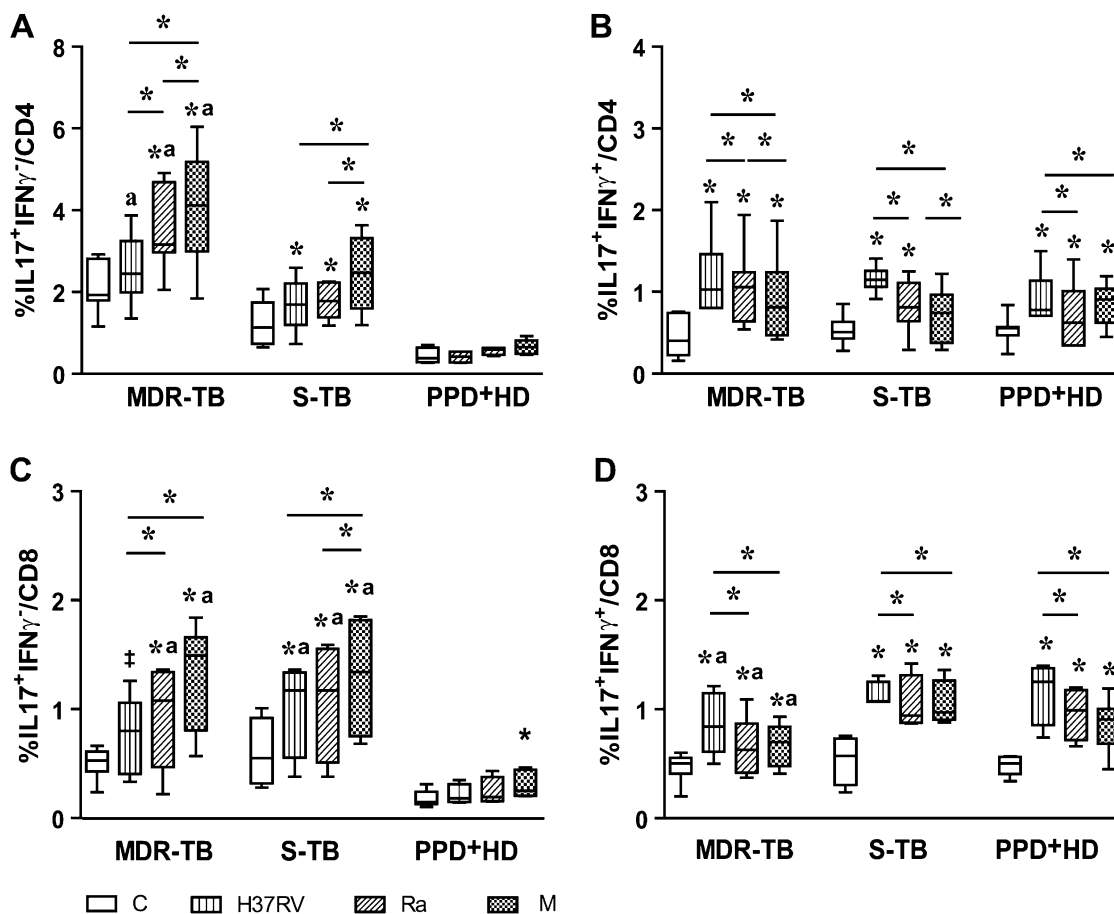 A
%IL17⁺IFNγ⁻/CD4
8
6
4
2
0
*
*
*
*a
*a
a
*
*
*
*
*
MDR-TB S-TB PPD⁺HD
B
%IL17⁺IFNγ⁺/CD4
4
3
2
1
0
*
* *
* * *
*
* *
* * *
*
*
* * *
MDR-TB S-TB PPD⁺HD
C
%IL17⁺IFNγ⁻/CD8
3
2
1
0
*
*
‡ *a *a
*
*
*a *a *a
*
MDR-TB S-TB PPD⁺HD
D
%IL17⁺IFNγ⁺/CD8
3
2
1
0
*
*
*a *a *a
*
*
* * *
*
*
* * *
MDR-TB S-TB PPD⁺HD
C H37RV Ra M